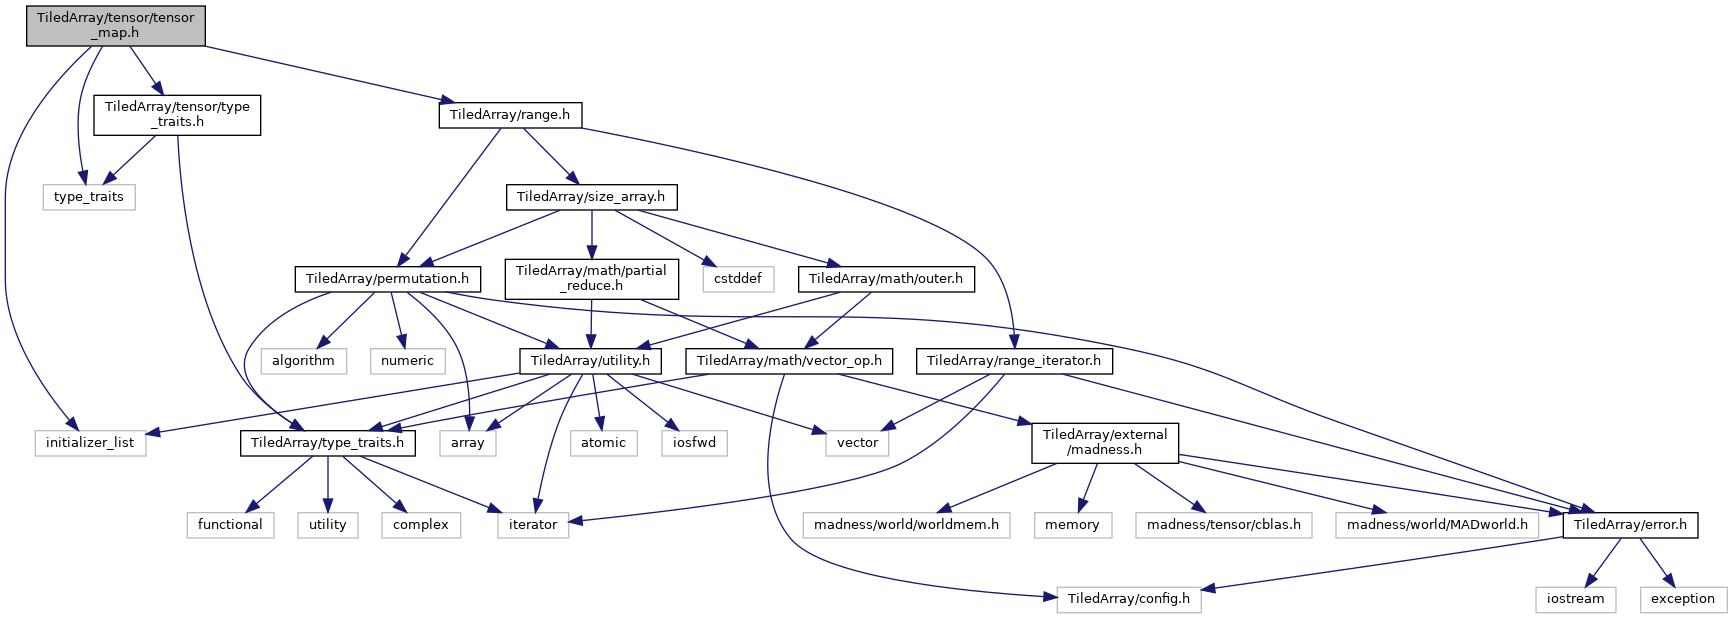 TiledArray/tensor/tensor
_map.h
TiledArray/tensor/type
_traits.h
TiledArray/range.h
type_traits
TiledArray/size_array.h
TiledArray/permutation.h
TiledArray/math/partial
_reduce.h
cstddef
TiledArray/math/outer.h
algorithm
numeric
TiledArray/utility.h
TiledArray/math/vector_op.h
TiledArray/range_iterator.h
initializer_list
TiledArray/type_traits.h
array
atomic
iosfwd
vector
TiledArray/external
/madness.h
functional
utility
complex
iterator
madness/world/worldmem.h
memory
madness/tensor/cblas.h
madness/world/MADworld.h
TiledArray/error.h
TiledArray/config.h
iostream
exception